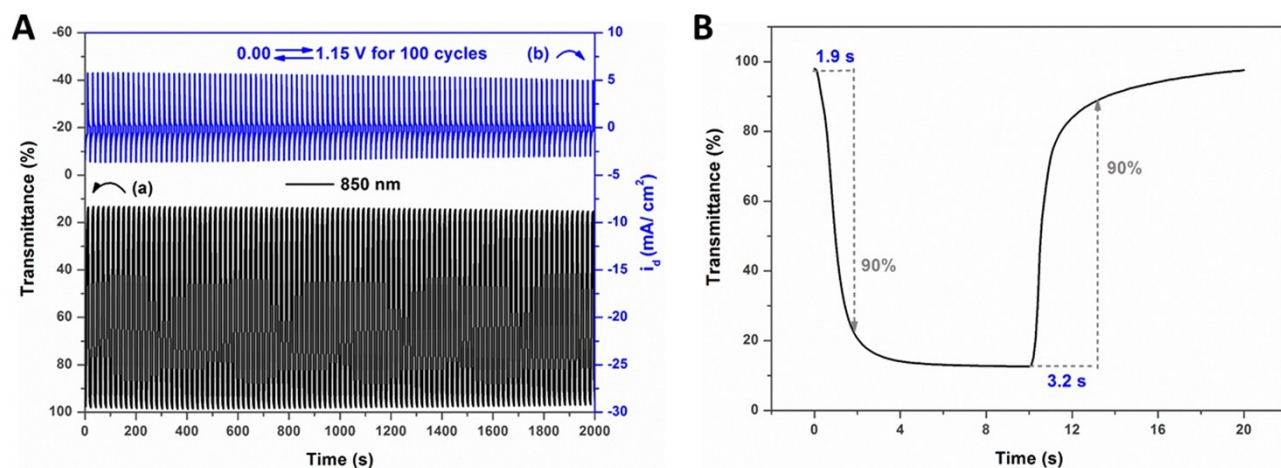 A
0.00 1.15 V for 100 cycles
(b)
(a)
850 nm
Transmittance (%)
-60
-40
-20
0
20
40
60
80
100
i_d (mA/ cm²)
10
5
0
-5
-10
-15
-20
-25
-30
0 200 400 600 800 1000 1200 1400 1600 1800 2000
Time (s)
B
1.9 s
90%
90%
3.2 s
Transmittance (%)
100
80
60
40
20
0
0 4 8 12 16 20
Time (s)